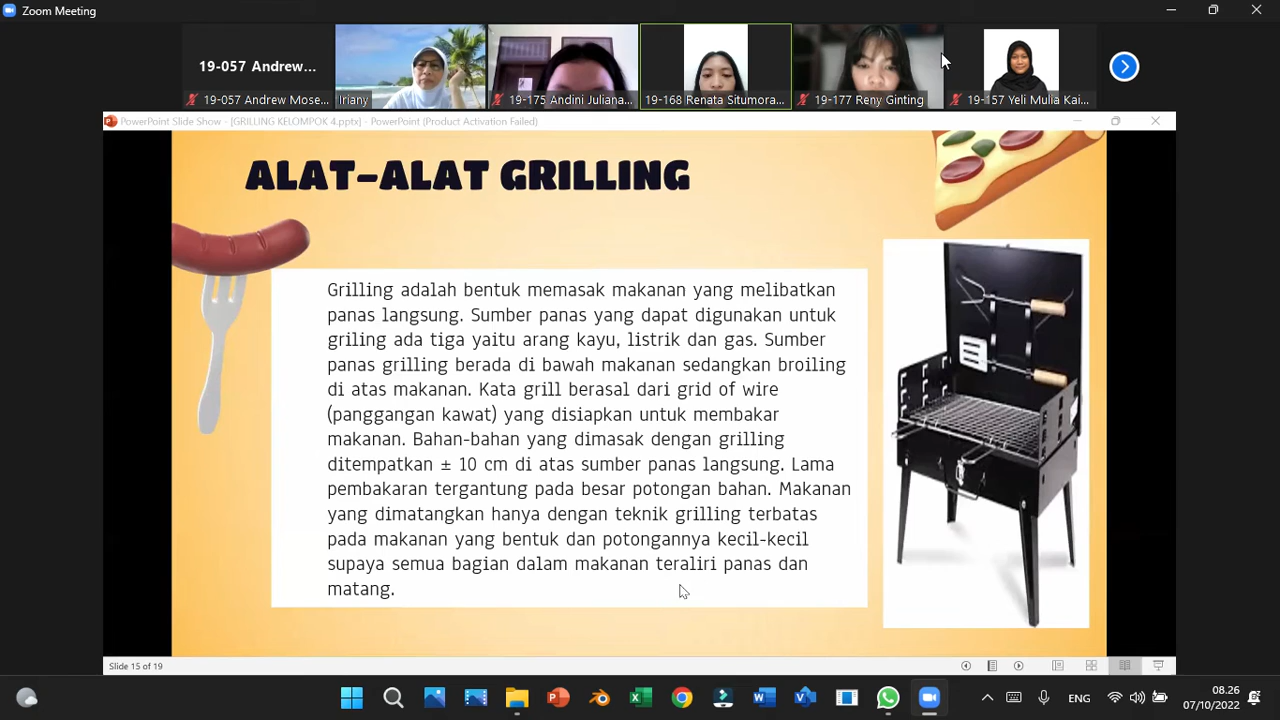 Zoom Meeting
19-057 Andrew...
19-057 Andrew Mose...
Iriany
19-175 Andini Juliana...
19-168 Renata Situmora...
19-177 Reny Ginting
19-157 Yeli Mulia Kai...
PowerPoint Slide Show - [GRILLING KELOMPOK 4.pptx] - PowerPoint (Product Activation Failed)
ALAT-ALAT GRILLING
Grilling adalah bentuk memasak makanan yang melibatkan
panas langsung. Sumber panas yang dapat digunakan untuk
griling ada tiga yaitu arang kayu, listrik dan gas. Sumber
panas grilling berada di bawah makanan sedangkan broiling
di atas makanan. Kata grill berasal dari grid of wire
(panggangan kawat) yang disiapkan untuk membakar
makanan. Bahan-bahan yang dimasak dengan grilling
ditempatkan ± 10 cm di atas sumber panas langsung. Lama
pembakaran tergantung pada besar potongan bahan. Makanan
yang dimatangkan hanya dengan teknik grilling terbatas
pada makanan yang bentuk dan potongannya kecil-kecil
supaya semua bagian dalam makanan teraliri panas dan
matang.
Slide 15 of 19
ENG
08.26
07/10/2022